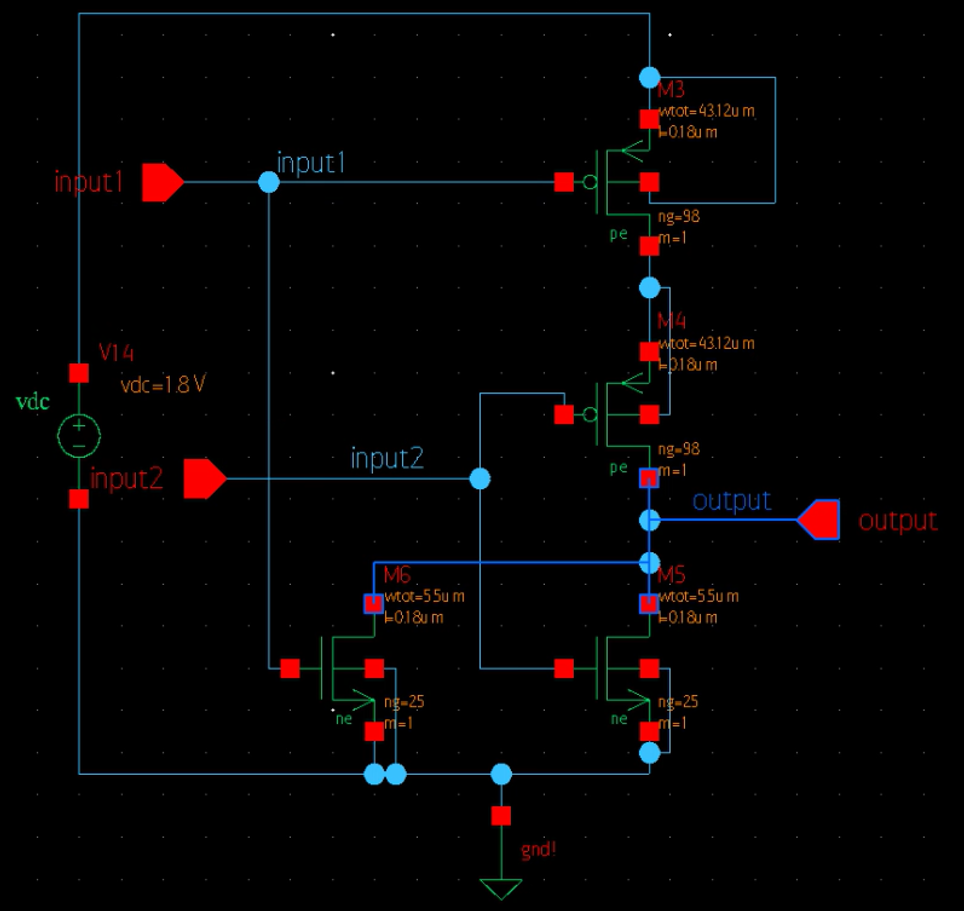 M3
wtot=43.12u m
l=0.18u m
input1
input1
ng=98
pe
m=1
M4
wtot=43.12u m
l=0.18u m
V14
vdc=1.8 V
vdc
ng=98
input2
input2
pe
m=1
output
output
M6
wtot=5.5u m
l=0.18u m
M5
wtot=5.5u m
l=0.18u m
ng=25
ne
m=1
ng=25
ne
m=1
gnd!